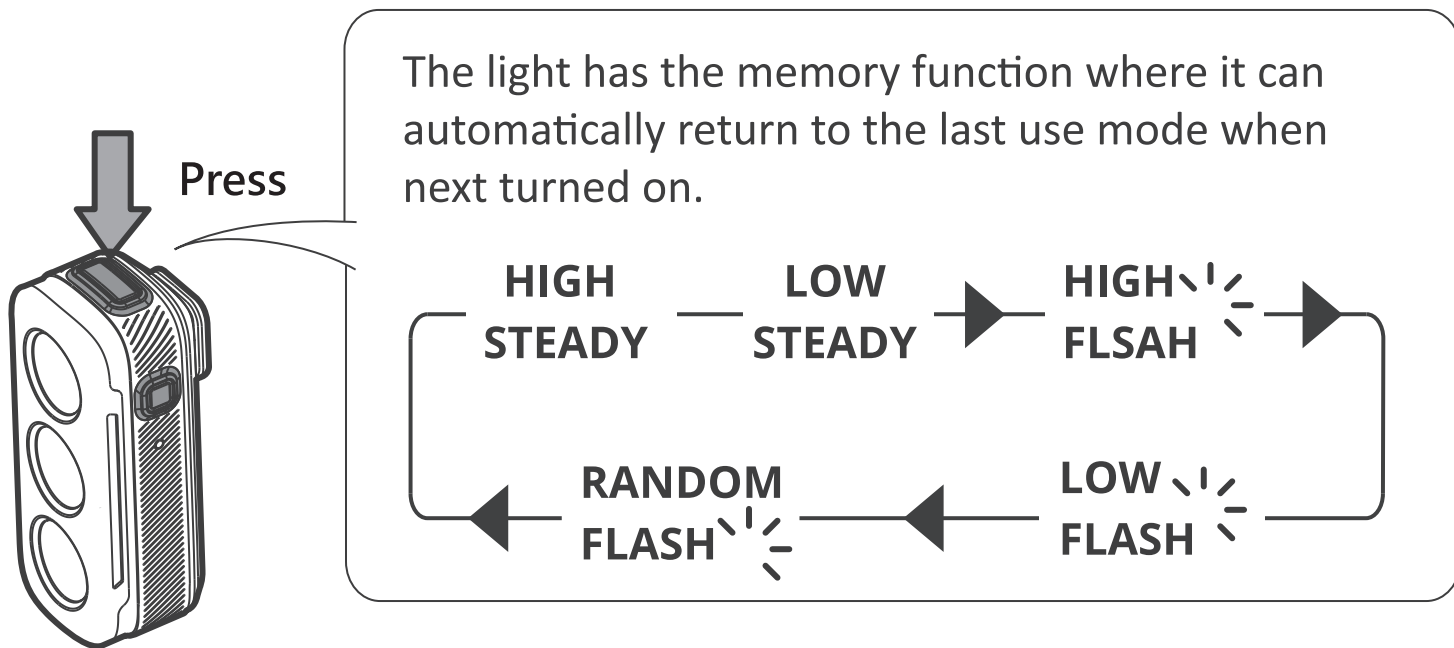 Press
The light has the memory function where it can
automatically return to the last use mode when
next turned on.
HIGH
STEADY
LOW
STEADY
HIGH
FLSAH
RANDOM
FLASH
LOW
FLASH